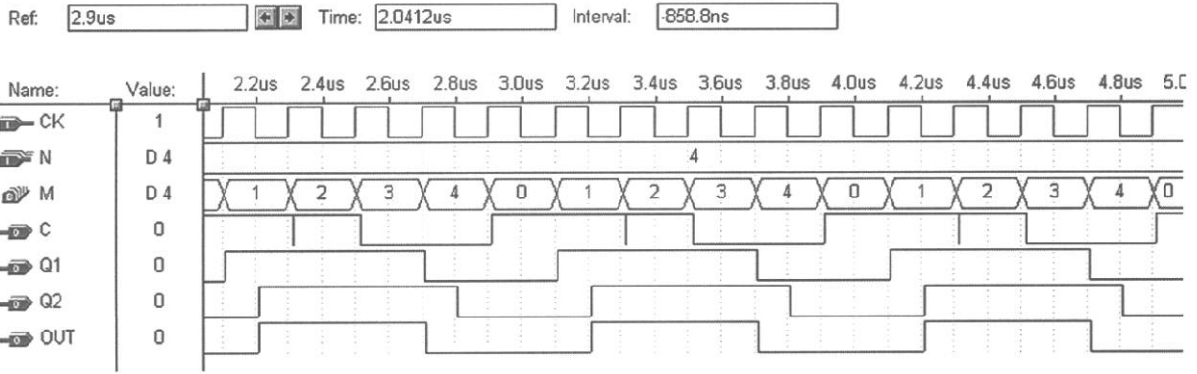 Ref: 2.9us Time: 2.0412us Interval: -858.8ns
Name: Value: 2.2us 2.4us 2.6us 2.8us 3.0us 3.2us 3.4us 3.6us 3.8us 4.0us 4.2us 4.4us 4.6us 4.8us 5.0
CK 1
N D 4 4
M D 4 1 2 3 4 0 1 2 3 4 0 1 2 3 4 0
C 0
Q1 0
Q2 0
OUT 0